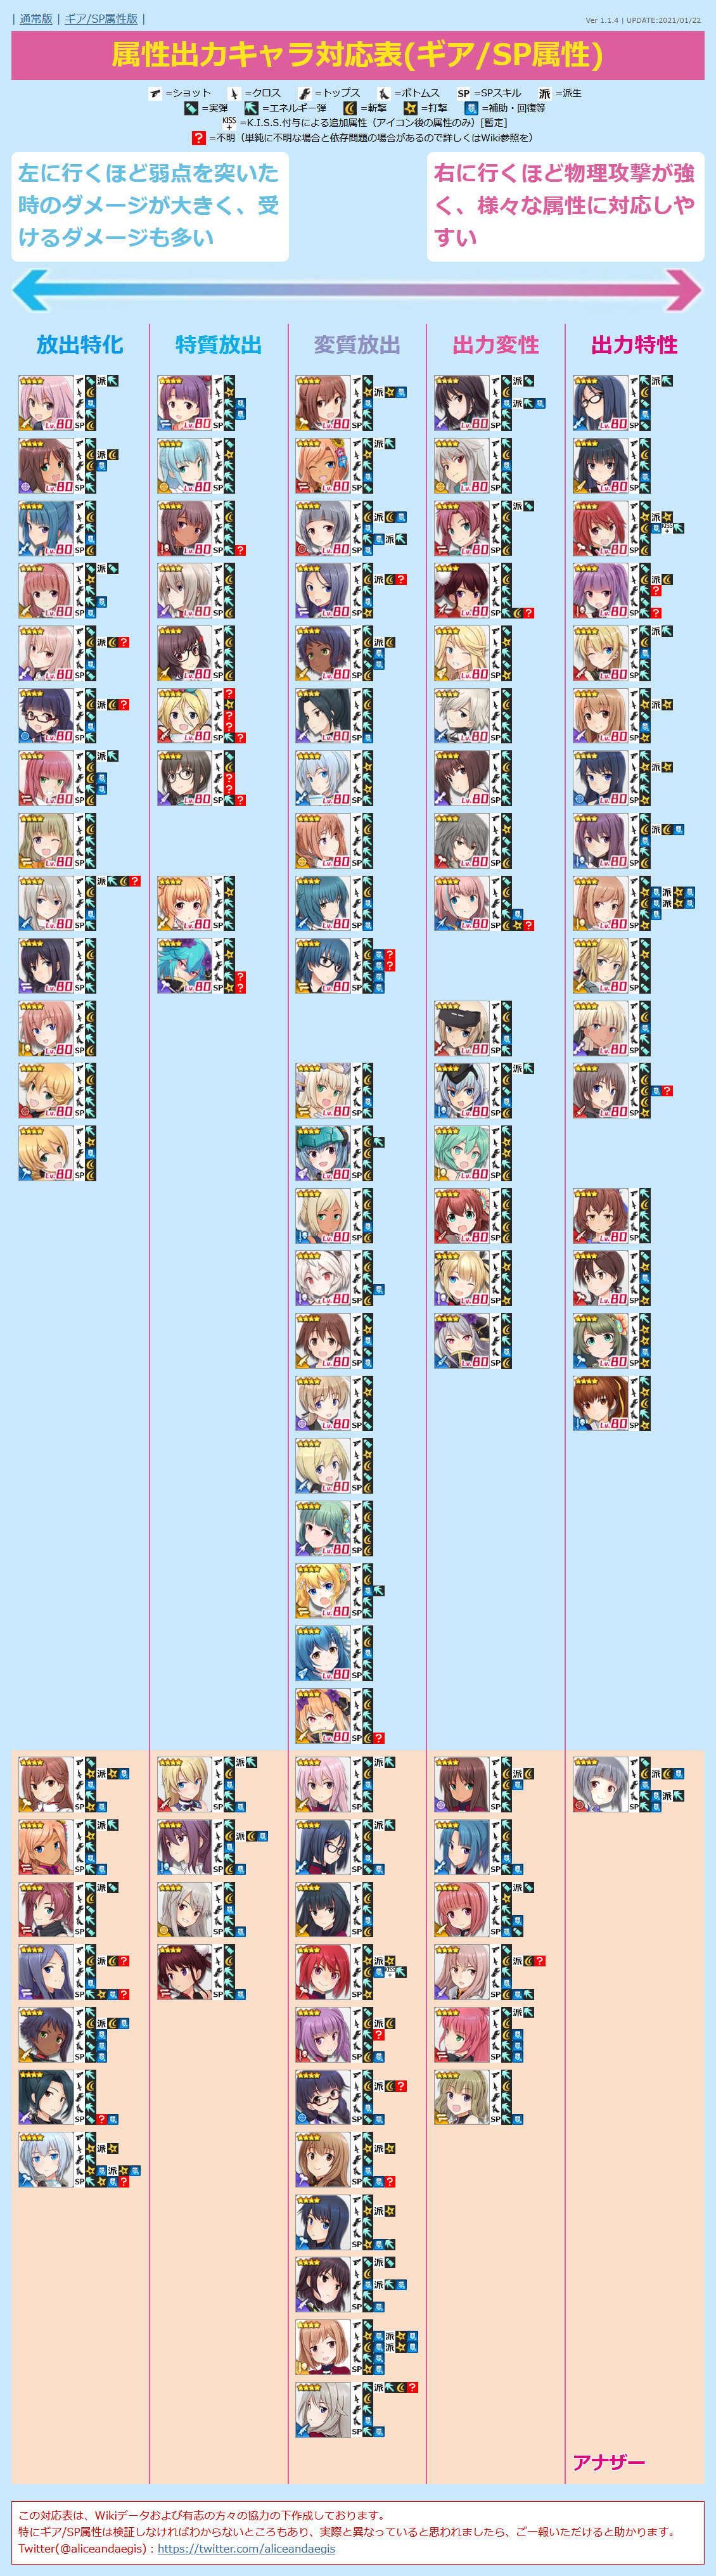 | 通常版 | ギア/SP属性版 |
Ver 1.1.4 | UPDATE:2021/01/22
属性出力キャラ対応表(ギア/SP属性)
=ショット =クロス =トップス =ボトムス SP =SPスキル 派 =派生
=実弾 =エネルギー弾 =斬撃 =打撃 =補助・回復等
KISS + =K.I.S.S.付与による追加属性（アイコン後の属性のみ）[暫定]
? =不明（単純に不明な場合と依存問題の場合があるので詳しくはWiki参照を）
左に行くほど弱点を突いた
時のダメージが大きく、受
けるダメージも多い
右に行くほど物理攻撃が強
く、様々な属性に対応しや
すい
放出特化 特質放出 変質放出 出力変性 出力特性
アナザー
この対応表は、Wikiデータおよび有志の方々の協力の下作成しております。
特にギア/SP属性は検証しなければわからないところもあり、実際と異なっていると思われましたら、ご一報いただけると助かります。
Twitter(@aliceandaegis) : https://twitter.com/aliceandaegis